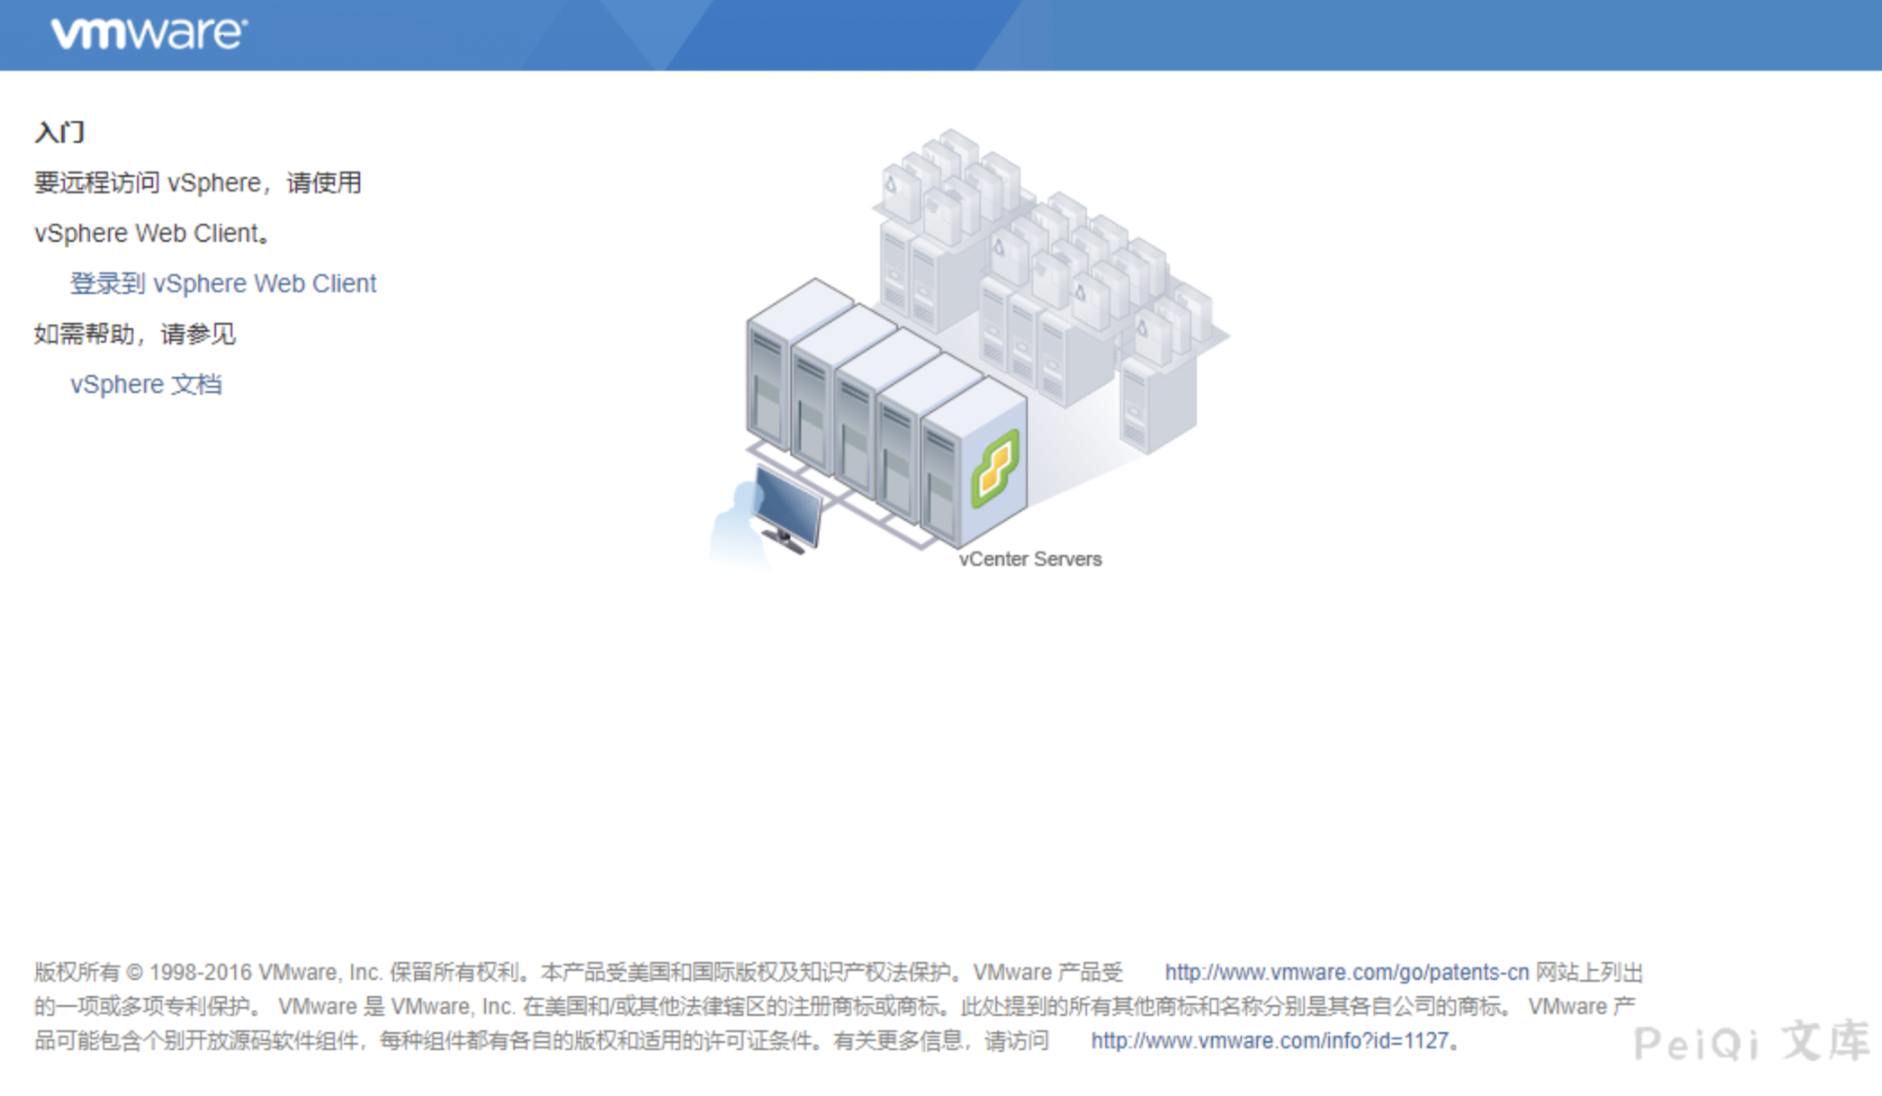 vmware®
入门
要远程访问 vSphere，请使用
vSphere Web Client。
登录到 vSphere Web Client
如需帮助，请参见
vSphere 文档
vCenter Servers
版权所有 © 1998-2016 VMware, Inc. 保留所有权利。本产品受美国和国际版权及知识产权法保护。VMware 产品受 http://www.vmware.com/go/patents-cn 网站上列出
的一项或多项专利保护。 VMware 是 VMware, Inc. 在美国和/或其他法律辖区的注册商标或商标。此处提到的所有其他商标和名称分别是其各自公司的商标。 VMware 产
品可能包含个别开放源码软件组件，每种组件都有各自的版权和适用的许可证条件。有关更多信息，请访问 http://www.vmware.com/info?id=1127。
PeiQi 文库